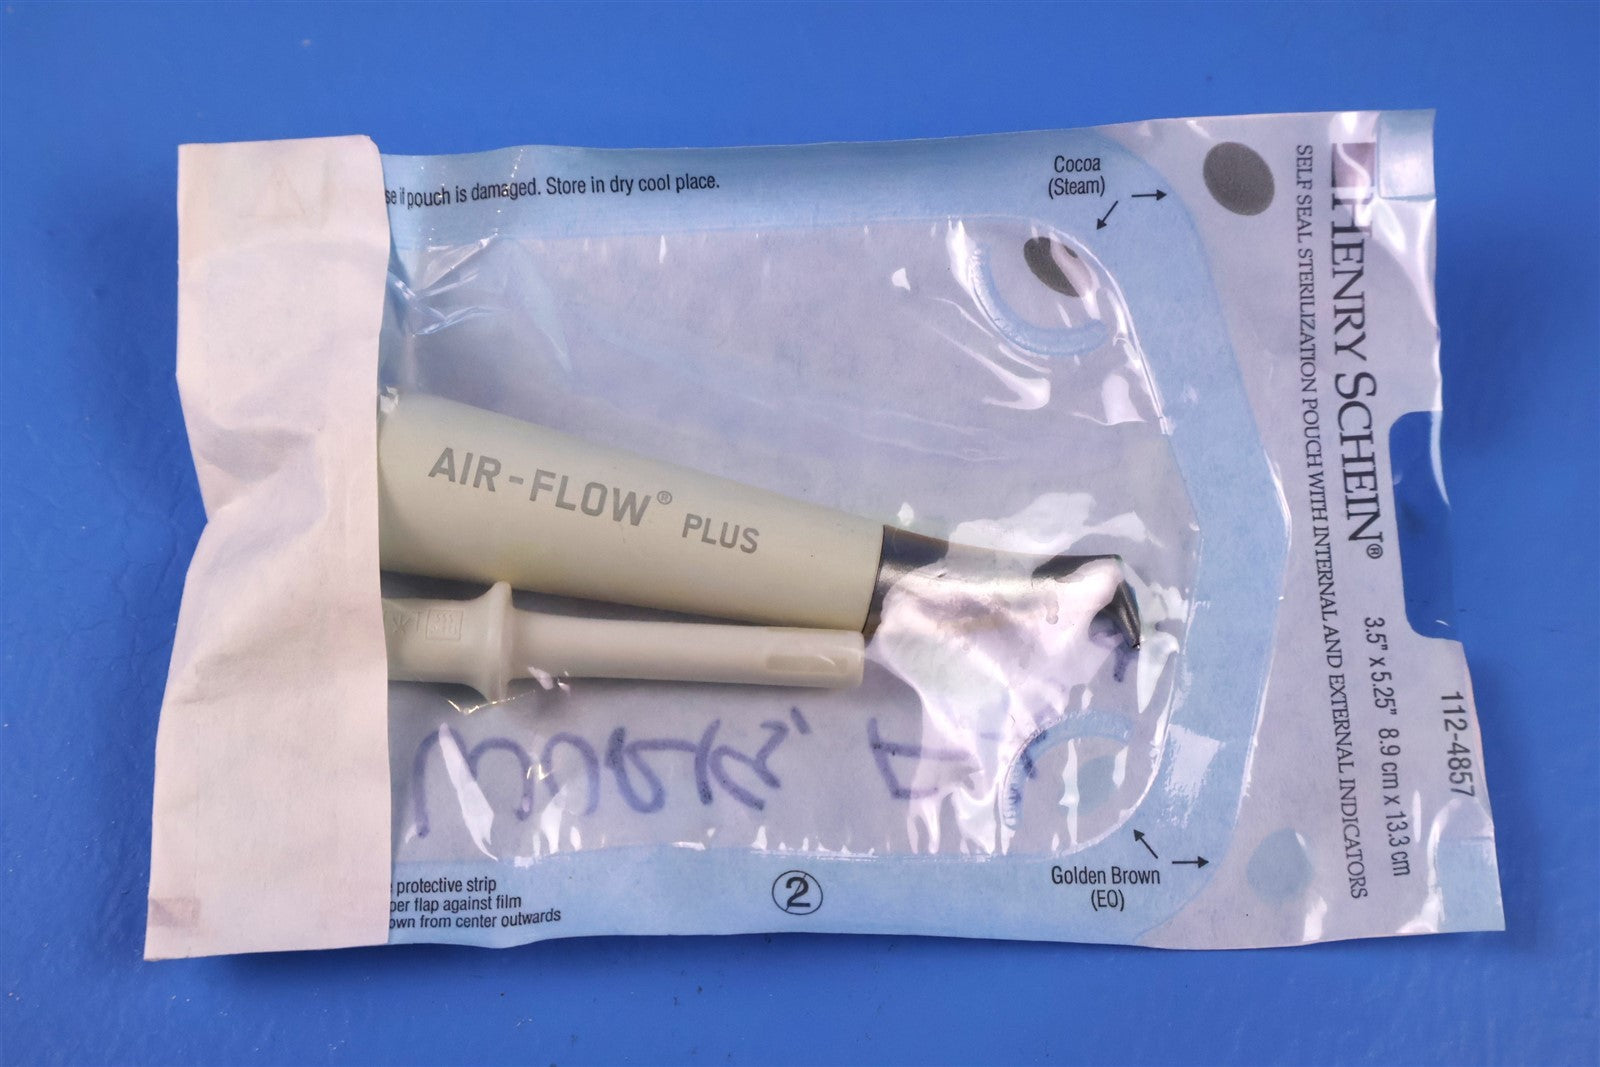 se if pouch is damaged. Store in dry cool place.
Cocoa
(Steam)
HENRY SCHEIN®
SELF SEAL STERILIZATION POUCH WITH INTERNAL AND EXTERNAL INDICATORS
3.5" x 5.25" 8.9 cm x 13.3 cm
112-4857
AIR-FLOW® PLUS
Golden Brown
(EO)
protective strip
per flap against film
own from center outwards
2